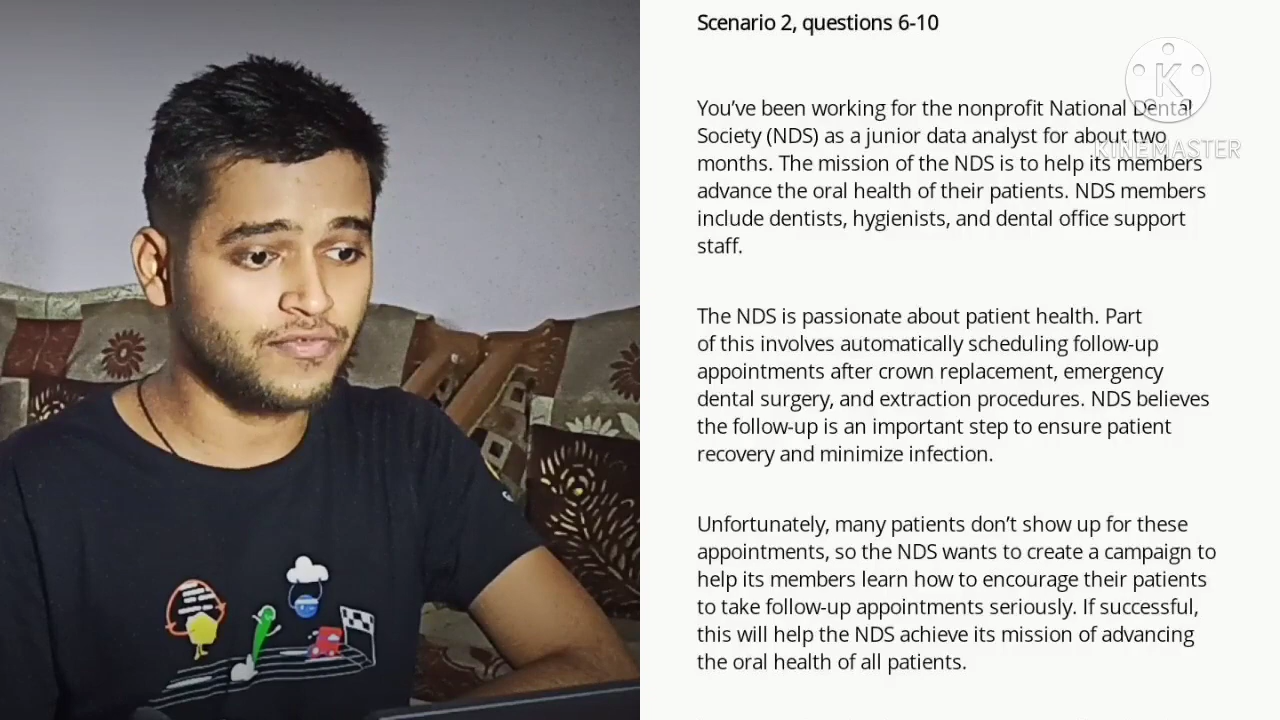 Scenario 2, questions 6-10
K
KINEMASTER
You’ve been working for the nonprofit National Dental
Society (NDS) as a junior data analyst for about two
months. The mission of the NDS is to help its members
advance the oral health of their patients. NDS members
include dentists, hygienists, and dental office support
staff.
The NDS is passionate about patient health. Part
of this involves automatically scheduling follow-up
appointments after crown replacement, emergency
dental surgery, and extraction procedures. NDS believes
the follow-up is an important step to ensure patient
recovery and minimize infection.
Unfortunately, many patients don’t show up for these
appointments, so the NDS wants to create a campaign to
help its members learn how to encourage their patients
to take follow-up appointments seriously. If successful,
this will help the NDS achieve its mission of advancing
the oral health of all patients.